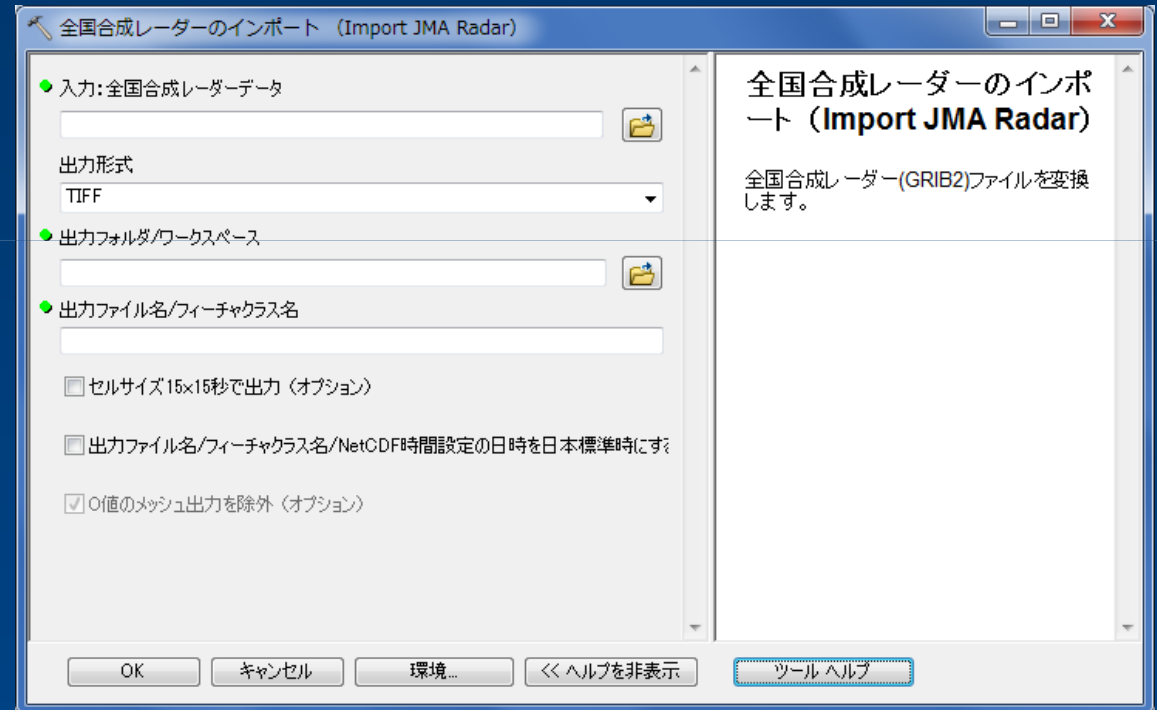 全国合成レーダーのインポート （Import JMA Radar）
入力：全国合成レーダーデータ
出力形式
TIFF
出力フォルダ/ワークスペース
出力ファイル名/フィーチャクラス名
セルサイズ15×15秒で出力（オプション）
出力ファイル名/フィーチャクラス名/NetCDF時間設定の日時を日本標準時にす
0値のメッシュ出力を除外（オプション）
OK
キャンセル
環境...
<< ヘルプを非表示
全国合成レーダーのインポ
ート（Import JMA Radar）
全国合成レーダー(GRIB2)ファイルを変換
します。
ツール ヘルプ